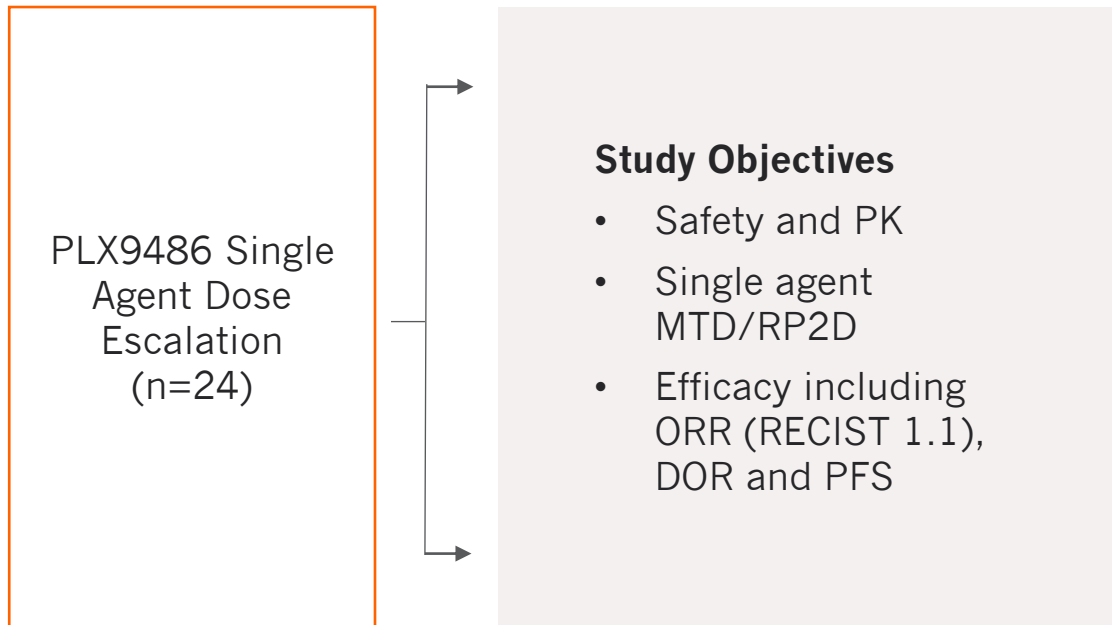 PLX9486 Single
Agent Dose
Escalation
(n=24)
Study Objectives
• Safety and PK
• Single agent
MTD/RP2D
• Efficacy including
ORR (RECIST 1.1),
DOR and PFS